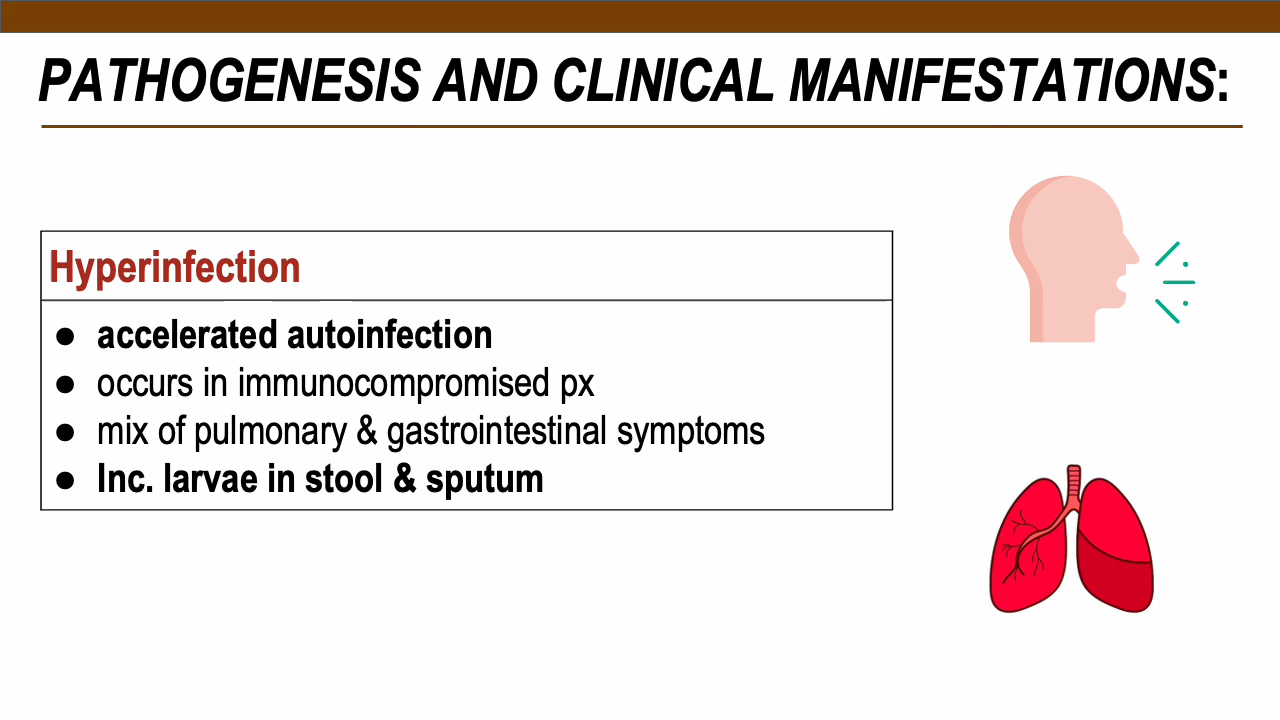 PATHOGENESIS AND CLINICAL MANIFESTATIONS:
Hyperinfection
● accelerated autoinfection
● occurs in immunocompromised px
● mix of pulmonary & gastrointestinal symptoms
● Inc. larvae in stool & sputum